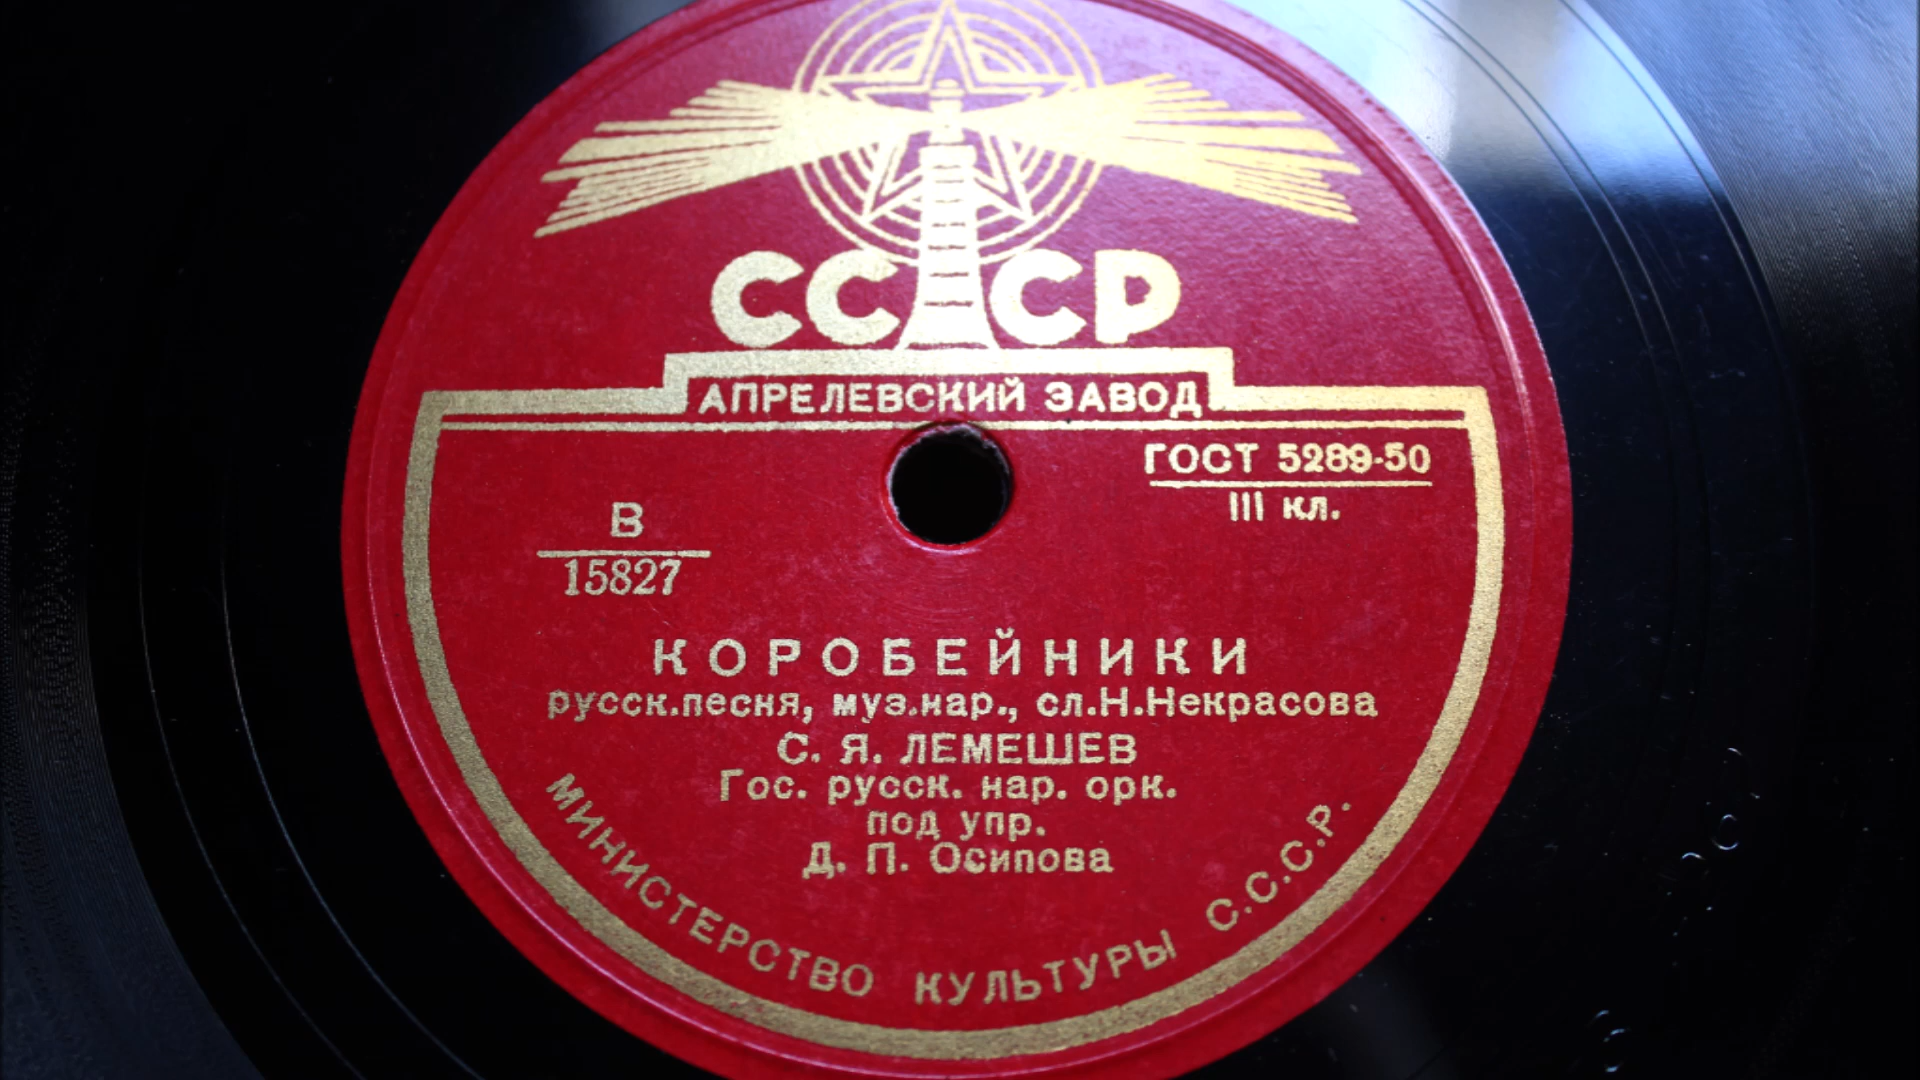 СССР
АПРЕЛЕВСКИЙ ЗАВОД
ГОСТ 5289-50
III кл.
В
15827
КОРОБЕЙНИКИ
русск.песня, муз.нар., сл.Н.Некрасова
С. Я. ЛЕМЕШЕВ
Гос. русск. нар. орк.
под упр.
Д. П. Осипова
МИНИСТЕРСТВО КУЛЬТУРЫ С.С.С.Р.